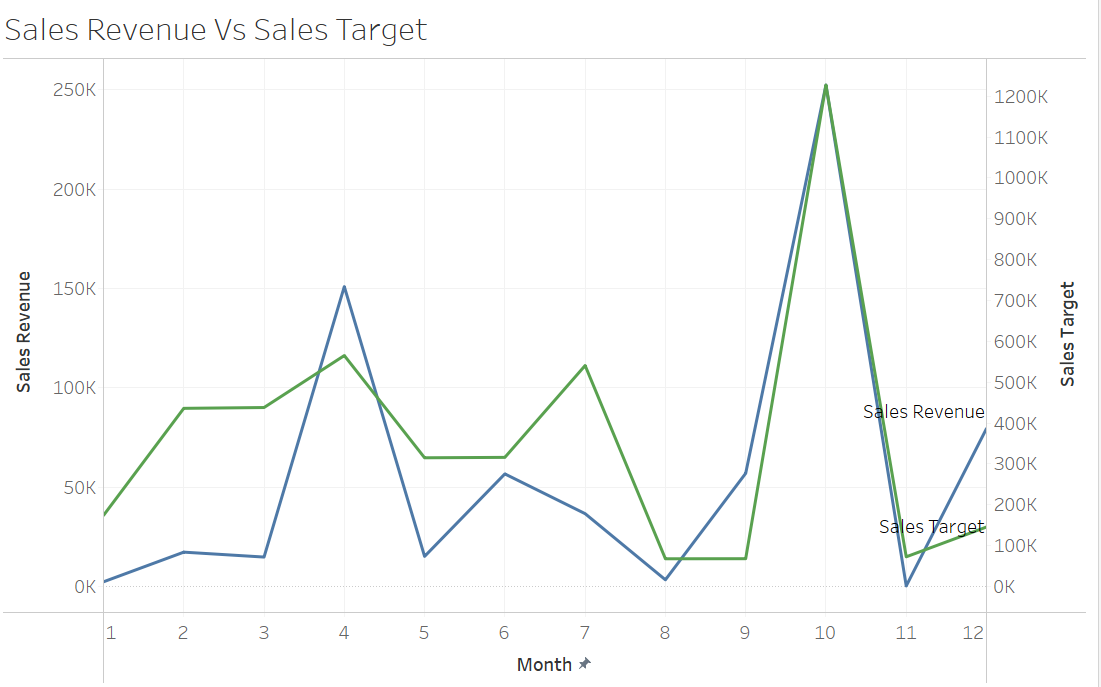 Sales Revenue Vs Sales Target
250K
200K
150K
100K
50K
0K
Sales Revenue
1200K
1100K
1000K
900K
800K
700K
600K
500K
400K
300K
200K
100K
0K
Sales Target
Sales Revenue
Sales Target
1 2 3 4 5 6 7 8 9 10 11 12
Month